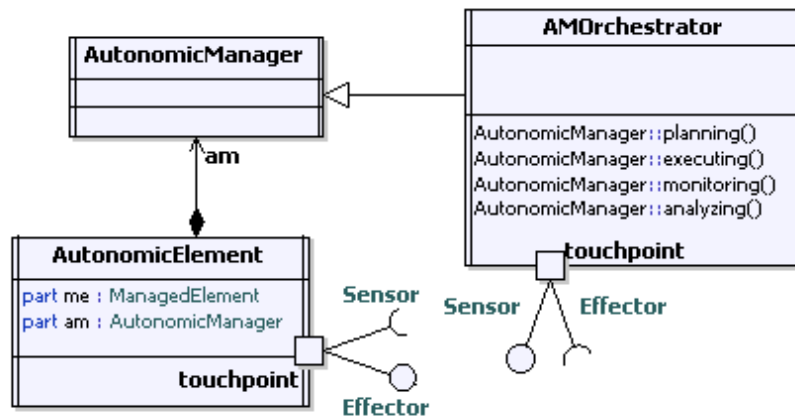 AutonomicManager
AMOrchestrator
AutonomicManager::planning()
AutonomicManager::executing()
AutonomicManager::monitoring()
AutonomicManager::analyzing()
touchpoint
Sensor
Effector
am
AutonomicElement
part me : ManagedElement
part am : AutonomicManager
touchpoint
Sensor
Effector